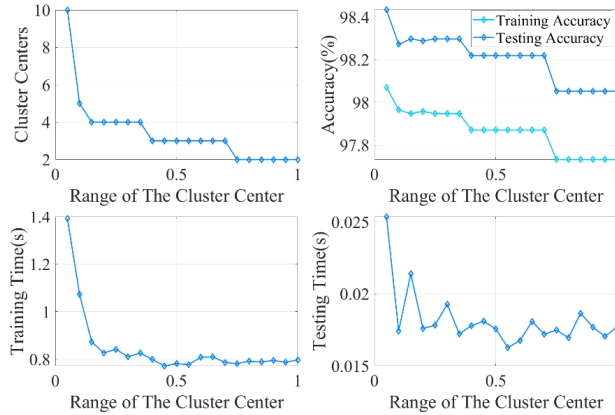 10
8
6
4
2
Cluster Centers
0
0.5
1
Range of The Cluster Center
98.4
98.2
98
97.8
Accuracy(%)
Training Accuracy
Testing Accuracy
0
0.5
Range of The Cluster Center
1.4
1.2
1
0.8
Training Time(s)
0
0.5
1
Range of The Cluster Center
0.025
0.02
0.015
Testing Time(s)
0
0.5
Range of The Cluster Center